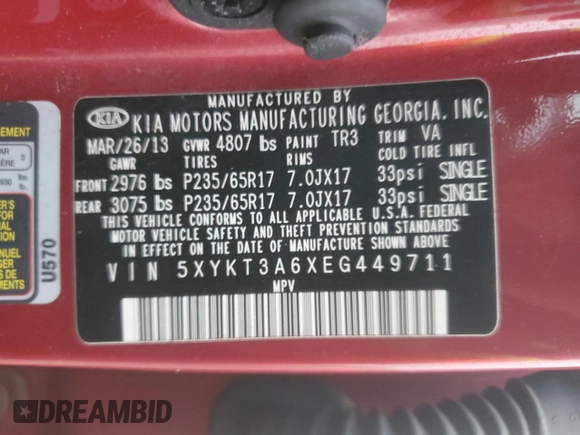 MANUFACTURED BY
KIA
KIA MOTORS MANUFACTURING GEORGIA, INC.
MAR/26/13 GVWR 4807 lbs PAINT TR3 TRIM VA
GAWR TIRES RIMS COLD TIRE INFL
FRONT 2976 lbs P235/65R17 7.0JX17 33psi SINGLE
REAR 3075 lbs P235/65R17 7.0JX17 33psi SINGLE
THIS VEHICLE CONFORMS TO ALL APPLICABLE U.S.A. FEDERAL
MOTOR VEHICLE SAFETY AND THEFT PREVENTION STANDARDS
IN EFFECT ON THE DATE OF MANUFACTURE SHOWN ABOVE.
VIN 5XYKT3A6XEG449711
MPV
U570
DREAMBID